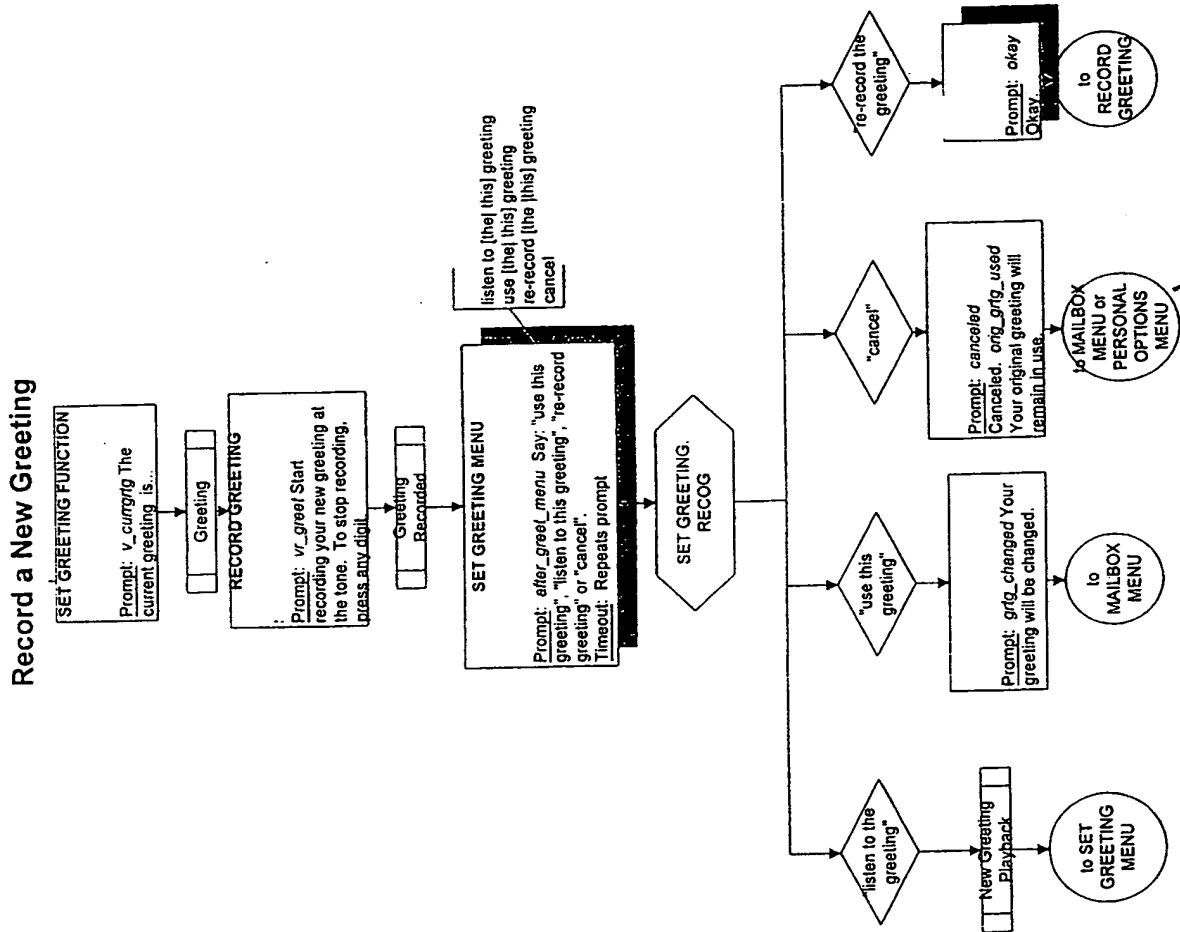 Record a New Greeting
SET GREETING FUNCTION
Prompt: v_currgrtg The
current greeting is...
Greeting
RECORD GREETING
Prompt: vr_greet Start
recording your new greeting at
the tone. To stop recording,
press any digit.
Greeting
Recorded
SET GREETING MENU
Prompt: after_greet_menu Say: "use this
greeting", "listen to this greeting", "re-record
greeting" or "cancel".
Timeout: Repeats prompt
listen to [the| this] greeting
use [the| this] greeting
re-record [the |this] greeting
cancel
SET GREETING.
RECOG
"listen to the
greeting"
New Greeting
Playback
to SET
GREETING
MENU
"use this
greeting"
Prompt: grtg_changed Your
greeting will be changed.
to
MAILBOX
MENU
"cancel"
Prompt: canceled
Canceled. orig_grtg_used
Your original greeting will
remain in use
to MAILBOX
MENU or
PERSONAL
OPTIONS
MENU
"re-record the
greeting"
Prompt: okay
Okay.
to
RECORD
GREETING